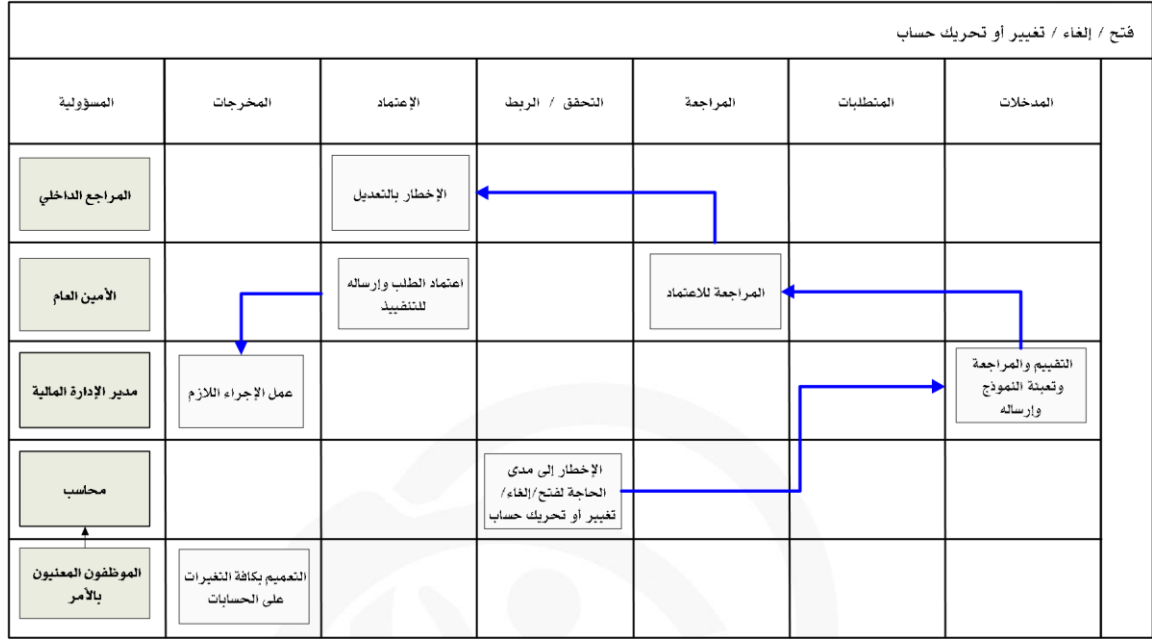 فتح / إلغاء / تغيير أو تحريك حساب
المدخلات
المتطلبات
المراجعة
التحقق / الربط
الإعتماد
المخرجات
المسؤولية
الإخطار بالتعديل
المراجع الداخلي
المراجعة للاعتماد
اعتماد الطلب وإرساله
للتنفييذ
الأمين العام
التقييم والمراجعة
وتعبئة النموذج
وإرساله
عمل الإجراء اللازم
مدير الإدارة المالية
الإخطار إلى مدى
الحاجة لفتح/إلغاء/
تغيير أو تحريك حساب
محاسب
التعميم بكافة التغيرات
على الحسابات
الموظفون المعنيون
بالأمر